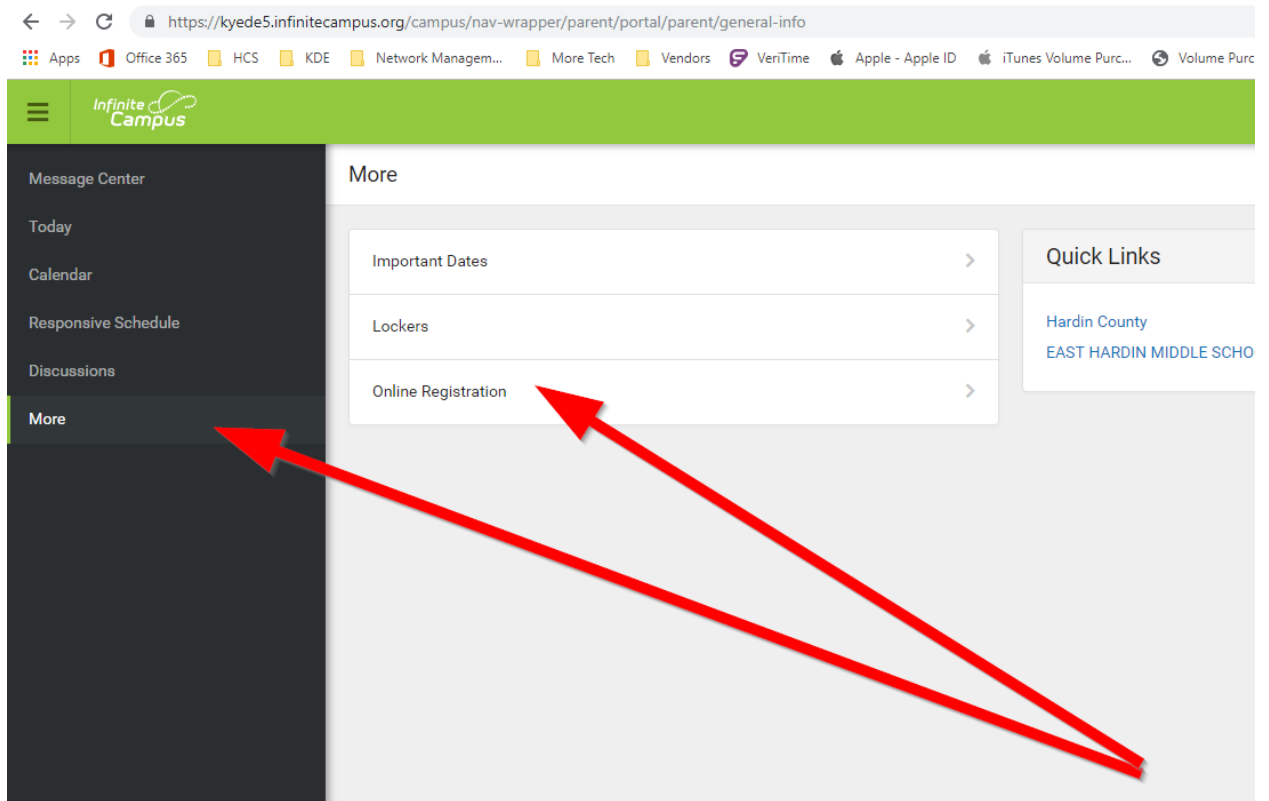 https://kyede5.infinitecampus.org/campus/nav-wrapper/parent/portal/parent/general-info
Apps Office 365 HCS KDE Network Managem... More Tech Vendors VeriTime Apple - Apple ID iTunes Volume Purc... Volume Purc
Infinite
Campus
Message Center
Today
Calendar
Responsive Schedule
Discussions
More
More
Important Dates
Lockers
Online Registration
Quick Links
Hardin County
EAST HARDIN MIDDLE SCHO